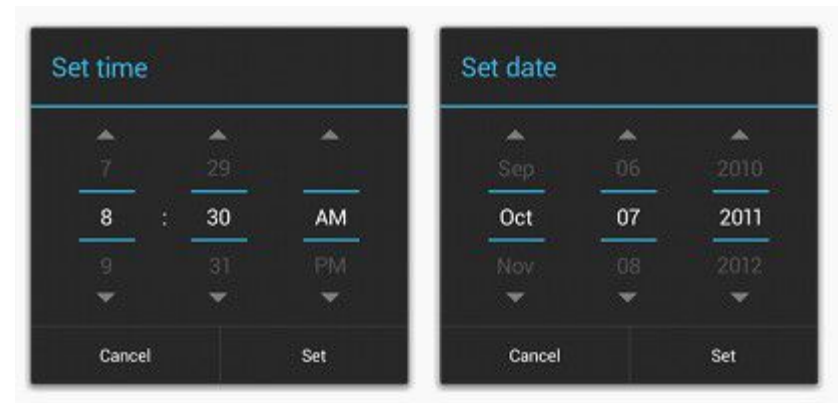 Set time
7 29
8 : 30 AM
9 31 PM
Cancel Set
Set date
Sep 06 2010
Oct 07 2011
Nov 08 2012
Cancel Set